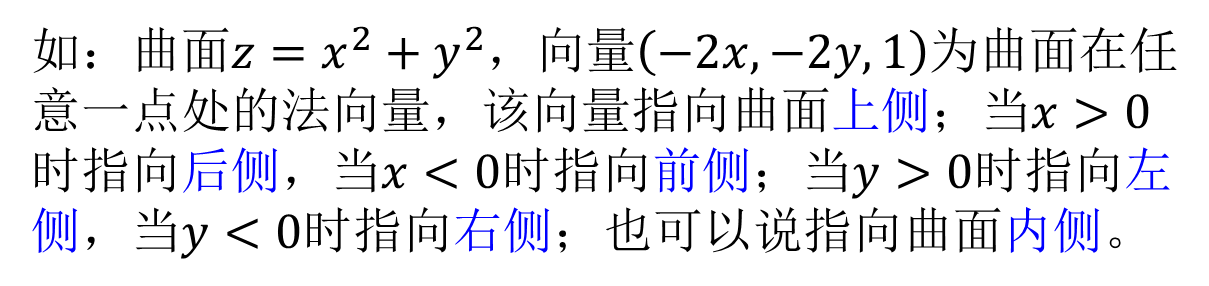 如：曲面z = x² + y²，向量(−2x, −2y, 1)为曲面在任
意一点处的法向量，该向量指向曲面上侧；当x > 0
时指向后侧，当x < 0时指向前侧；当y > 0时指向左
侧，当y < 0时指向右侧；也可以说指向曲面内侧。